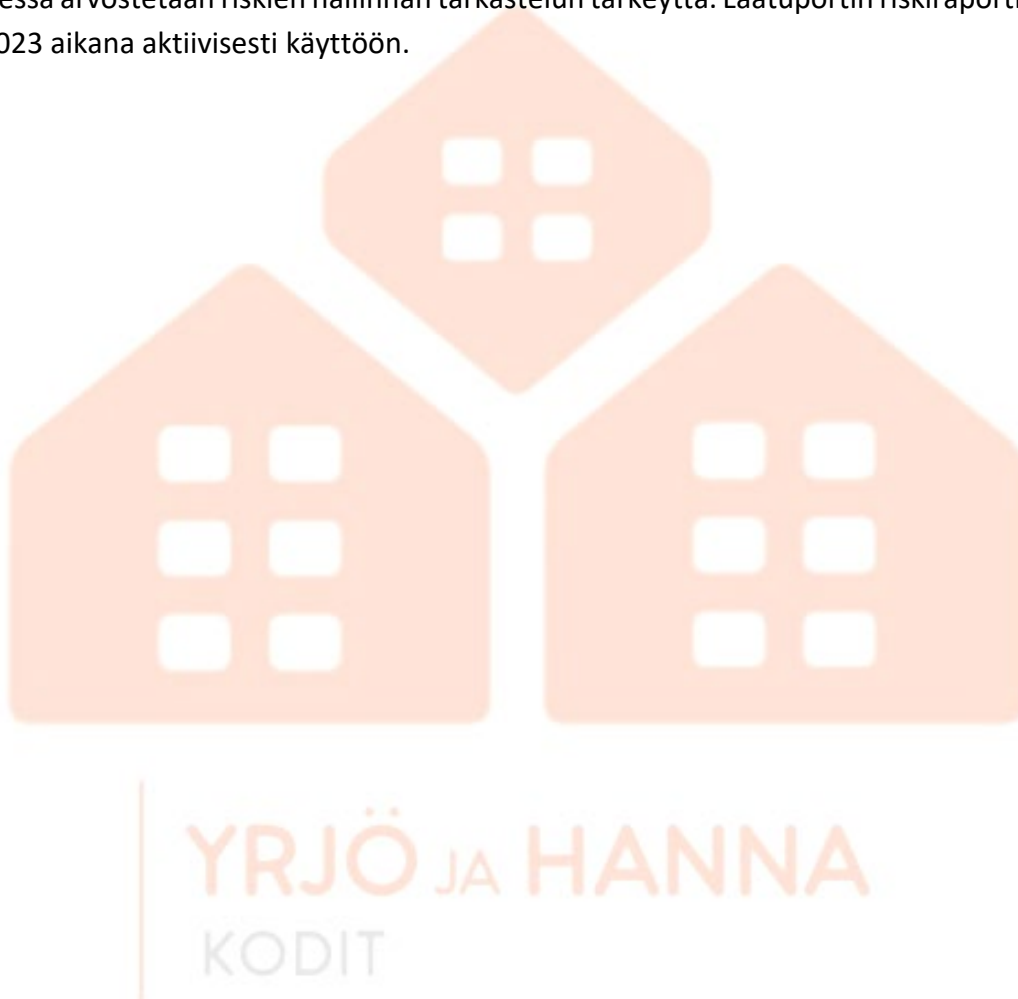 essä arvostetaan riskien hallinnan tarkastelun tärkeyttä. Laatuportin riskiraporti
023 aikana aktiivisesti käyttöön.
YRJÖ JA HANNA
KODIT